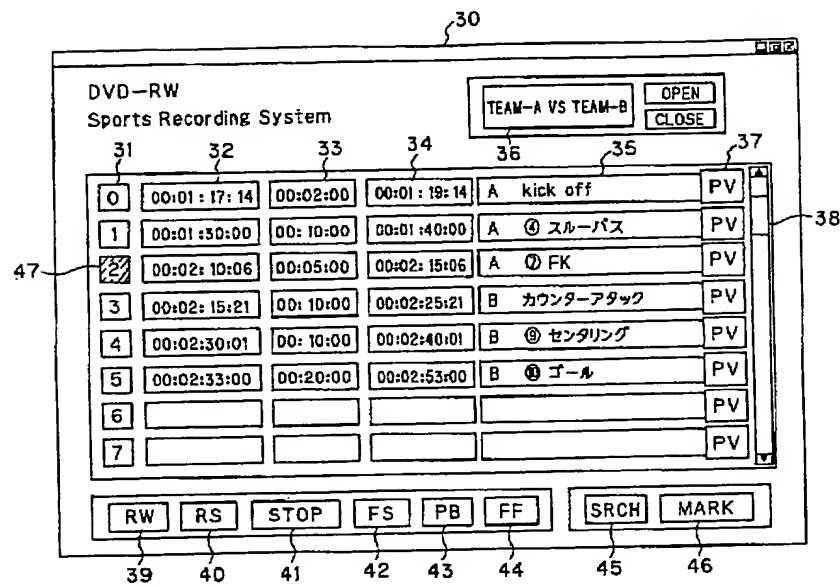 30
DVD-RW
Sports Recording System
TEAM-A VS TEAM-B
OPEN
CLOSE
36
31 32 33 34 35 37
0 00:01:17:14 00:02:00 00:01:19:14 A kick off PV
38
1 00:01:30:00 00:10:00 00:01:40:00 A ④ スルーパス PV
47 2 00:02:10:06 00:05:00 00:02:15:06 A ⑦ FK PV
3 00:02:15:21 00:10:00 00:02:25:21 B カウンターアタック PV
4 00:02:30:01 00:10:00 00:02:40:01 B ⑨ センタリング PV
5 00:02:33:00 00:20:00 00:02:53:00 B ⑩ ゴール PV
6 PV
7 PV
RW RS STOP FS PB FF SRCH MARK
39 40 41 42 43 44 45 46